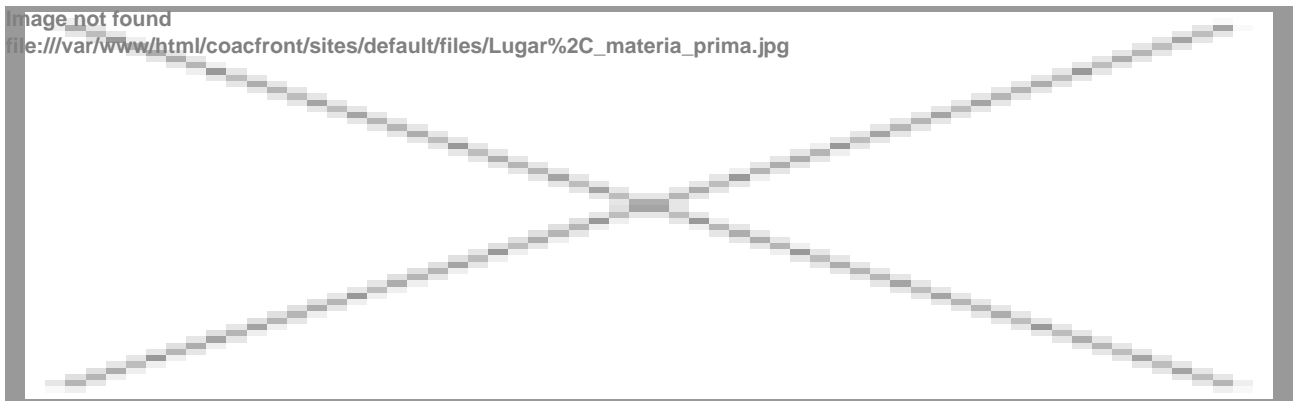 Image not found
file:///var/www/html/coacfront/sites/default/files/Lugar%2C_materia_prima.jpg